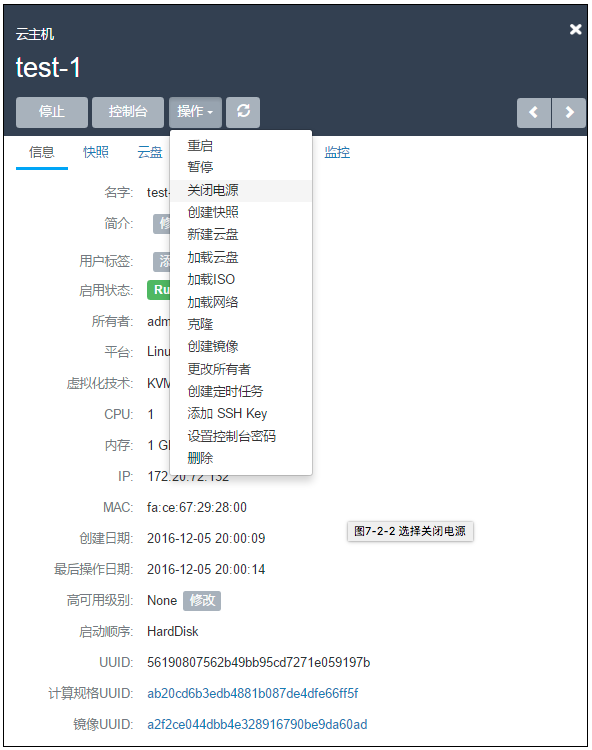 云主机
test-1
停止 控制台 操作
信息 快照 云盘 监控
重启
暂停
关闭电源
创建快照
新建云盘
加载云盘
加载ISO
加载网络
克隆
创建镜像
更改所有者
创建定时任务
添加 SSH Key
设置控制台密码
删除
名字: test-
简介:
用户标签:
启用状态: Ru
所有者: adm
平台: Linu
虚拟化技术: KVM
CPU: 1
内存: 1 G
IP: 172.20.72.132
MAC: fa:ce:67:29:28:00
创建日期: 2016-12-05 20:00:09
图7-2-2 选择关闭电源
最后操作日期: 2016-12-05 20:00:14
高可用级别: None 修改
启动顺序: HardDisk
UUID: 56190807562b49bb95cd7271e059197b
计算规格UUID: ab20cd6b3edb4881b087de4dfe66ff5f
镜像UUID: a2f2ce044dbb4e328916790be9da60ad